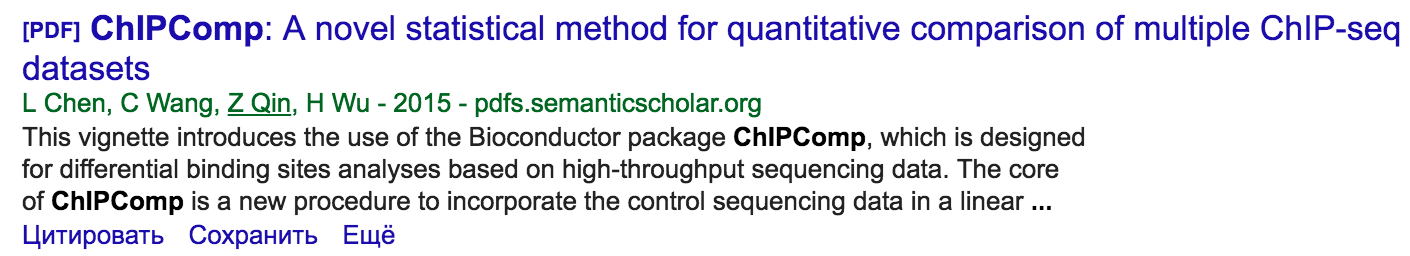 [PDF] ChIPComp: A novel statistical method for quantitative comparison of multiple ChIP-seq
datasets
L Chen, C Wang, Z Qin, H Wu - 2015 - pdfs.semanticscholar.org
This vignette introduces the use of the Bioconductor package ChIPComp, which is designed
for differential binding sites analyses based on high-throughput sequencing data. The core
of ChIPComp is a new procedure to incorporate the control sequencing data in a linear ...
Цитировать Сохранить Ещё